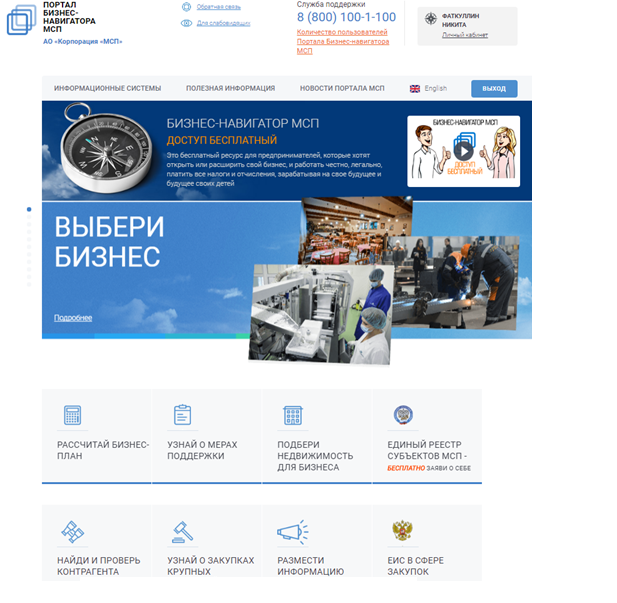 ПОРТАЛ
БИЗНЕС-
НАВИГАТОРА
МСП
АО «Корпорация «МСП»
Обратная связь
Для слабовидящих
Служба поддержки
8 (800) 100-1-100
Количество пользователей
Портала Бизнес-навигатора
МСП
ФАТКУЛЛИН
НИКИТА
Личный кабинет
ИНФОРМАЦИОННЫЕ СИСТЕМЫ
ПОЛЕЗНАЯ ИНФОРМАЦИЯ
НОВОСТИ ПОРТАЛА МСП
English
ВЫХОД
БИЗНЕС-НАВИГАТОР МСП
ДОСТУП БЕСПЛАТНЫЙ
Это бесплатный ресурс для предпринимателей, которые хотят
открыть или расширить свой бизнес, и работать честно, легально,
платить все налоги и отчисления, зарабатывая на свое будущее и
будущее своих детей
БИЗНЕС-НАВИГАТОР МСП
ДОСТУП
БЕСПЛАТНЫЙ
ВЫБЕРИ
БИЗНЕС
Подробнее
РАССЧИТАЙ БИЗНЕС-
ПЛАН
УЗНАЙ О МЕРАХ
ПОДДЕРЖКИ
ПОДБЕРИ
НЕДВИЖИМОСТЬ
ДЛЯ БИЗНЕСА
ЕДИНЫЙ РЕЕСТР
СУБЪЕКТОВ МСП -
БЕСПЛАТНО ЗАЯВИ О СЕБЕ
НАЙДИ И ПРОВЕРЬ
КОНТРАГЕНТА
УЗНАЙ О ЗАКУПКАХ
КРУПНЫХ
РАЗМЕСТИ
ИНФОРМАЦИЮ
ЕИС В СФЕРЕ
ЗАКУПОК